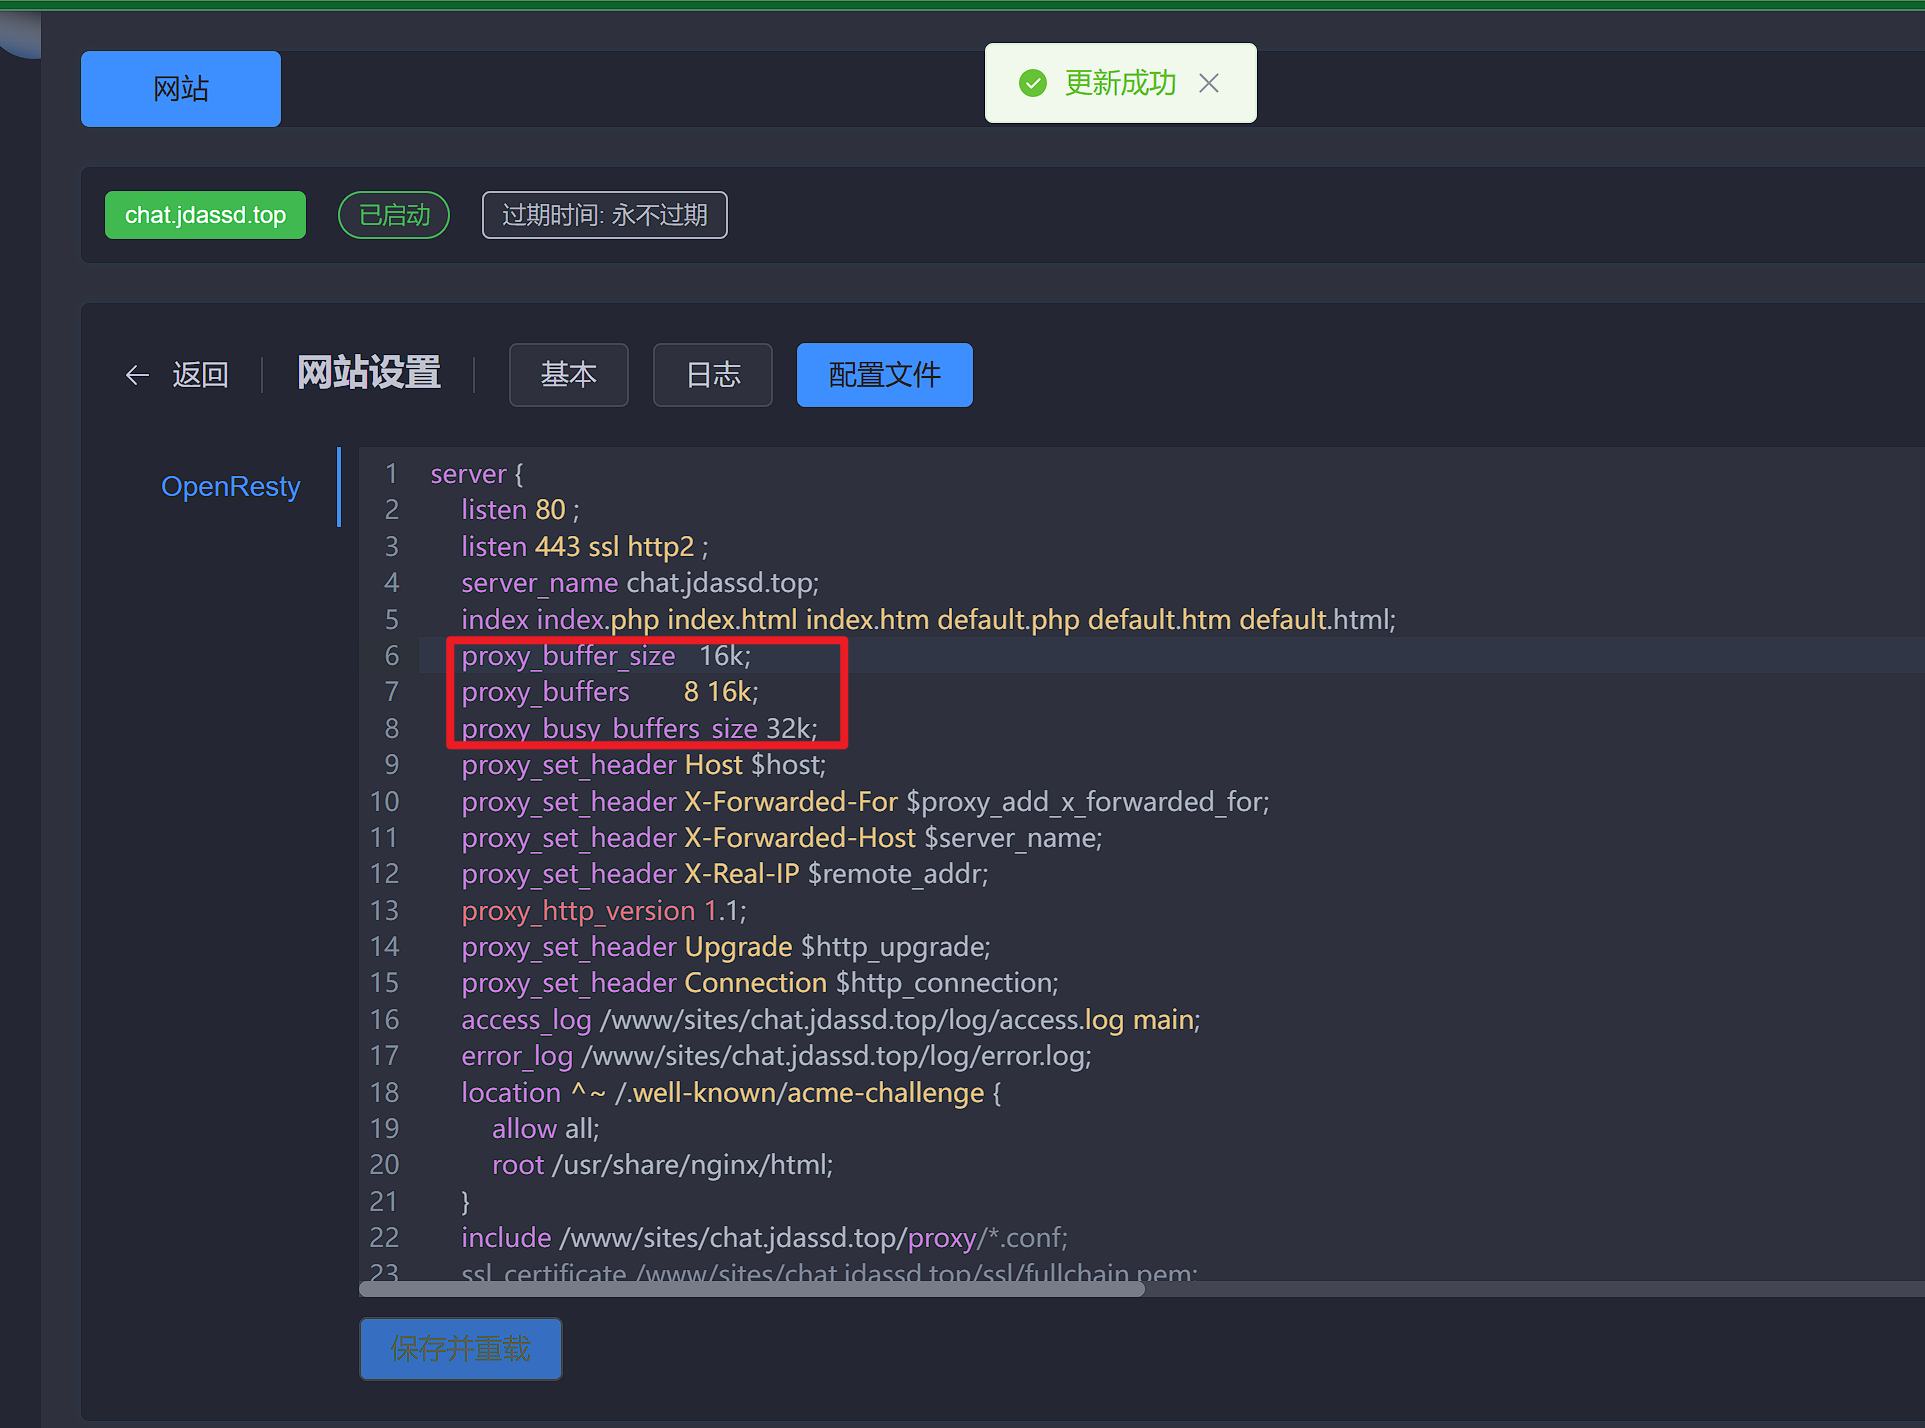 网站
更新成功
chat.jdassd.top 已启动 过期时间: 永不过期
返回 网站设置 基本 日志 配置文件
OpenResty
1 server {
2 listen 80 ;
3 listen 443 ssl http2 ;
4 server_name chat.jdassd.top;
5 index index.php index.html index.htm default.php default.htm default.html;
6 proxy_buffer_size 16k;
7 proxy_buffers 8 16k;
8 proxy_busy_buffers_size 32k;
9 proxy_set_header Host $host;
10 proxy_set_header X-Forwarded-For $proxy_add_x_forwarded_for;
11 proxy_set_header X-Forwarded-Host $server_name;
12 proxy_set_header X-Real-IP $remote_addr;
13 proxy_http_version 1.1;
14 proxy_set_header Upgrade $http_upgrade;
15 proxy_set_header Connection $http_connection;
16 access_log /www/sites/chat.jdassd.top/log/access.log main;
17 error_log /www/sites/chat.jdassd.top/log/error.log;
18 location ^~ /.well-known/acme-challenge {
19 allow all;
20 root /usr/share/nginx/html;
21 }
22 include /www/sites/chat.jdassd.top/proxy/*.conf;
23 ssl_certificate /www/sites/chat.jdassd.top/ssl/fullchain.pem;
保存并重载